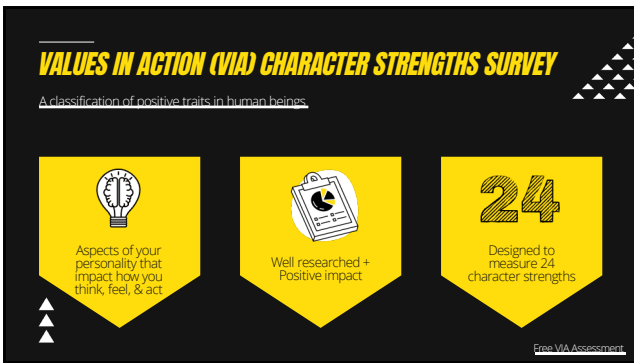 VALUES IN ACTION (VIA) CHARACTER STRENGTHS SURVEY
A classification of positive traits in human beings.
Aspects of your
personality that
impact how you
think, feel, & act
Well researched +
Positive impact
24
Designed to
measure 24
character strengths
Free VIA Assessment